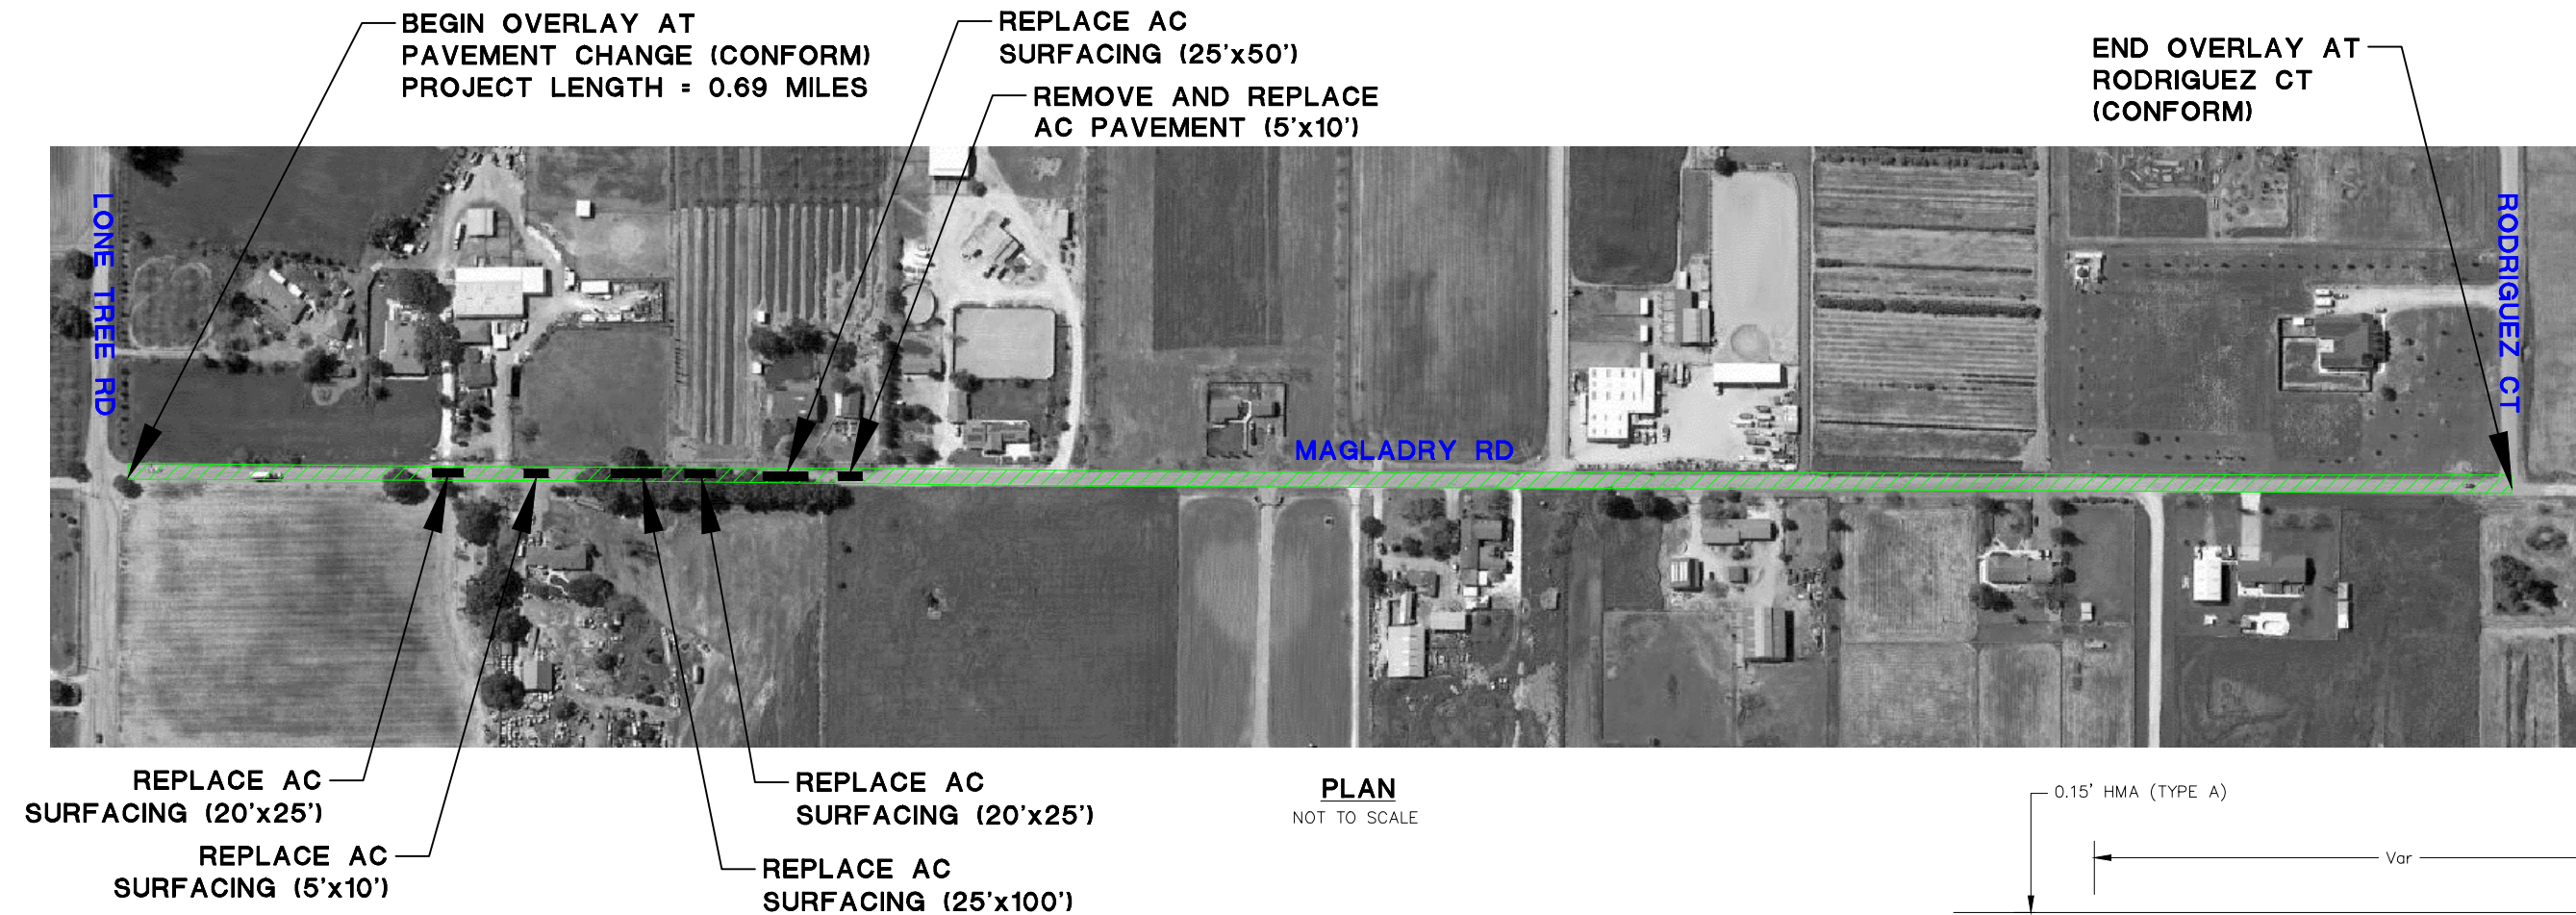 BEGIN OVERLAY AT
PAVEMENT CHANGE (CONFORM)
PROJECT LENGTH = 0.69 MILES
REPLACE AC
SURFACING (25'x50')
REMOVE AND REPLACE
AC PAVEMENT (5'x10')
END OVERLAY AT
RODRIGUEZ CT
(CONFORM)
LONE TREE RD
MAGLADRY RD
RODRIGUEZ CT
REPLACE AC
SURFACING (20'x25')
REPLACE AC
SURFACING (5'x10')
REPLACE AC
SURFACING (20'x25')
REPLACE AC
SURFACING (25'x100')
PLAN
NOT TO SCALE
0.15' HMA (TYPE A)
Var